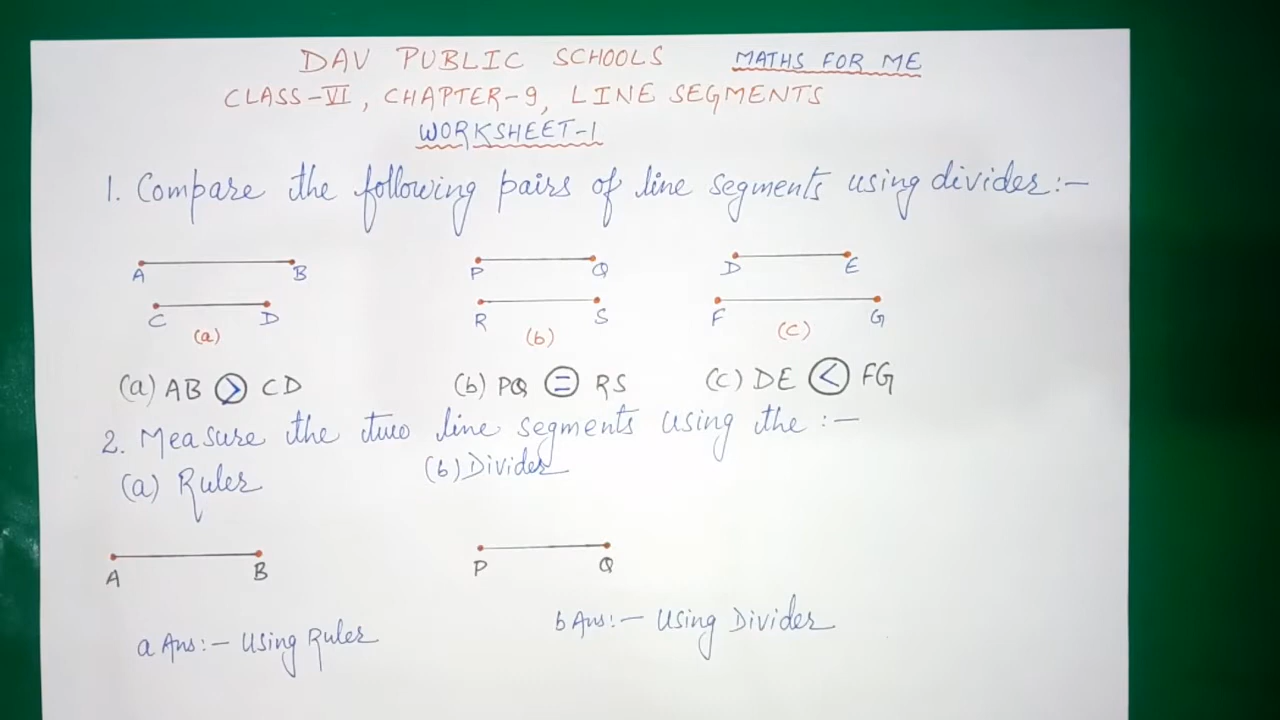 DAV PUBLIC SCHOOLS MATHS FOR ME
CLASS-VI, CHAPTER-9, LINE SEGMENTS
WORKSHEET-1
1. Compare the following pairs of line segments using divider:-
A B P Q D E
C D R S F G
(a) (b) (c)
(a) AB > CD (b) PQ = RS (c) DE < FG
2. Measure the two line segments using the :-
(a) Ruler (b) Divider
A B P Q
a Ans:- Using Ruler b Ans:- Using Divider